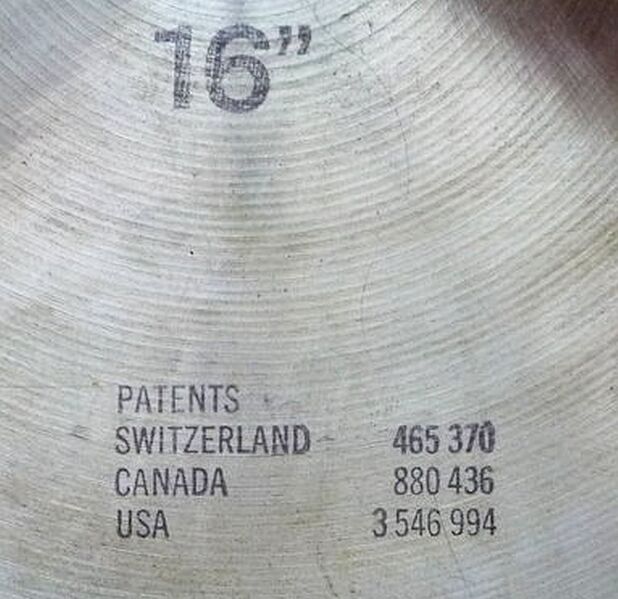 16”
PATENTS
SWITZERLAND 465 370
CANADA 880 436
USA 3 546 994